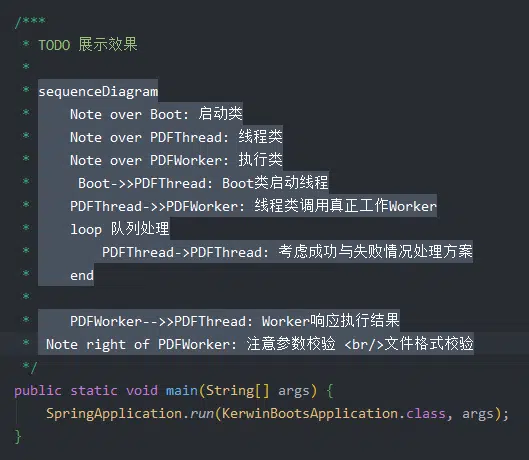 /***
 * TODO 展示效果
 *
 * sequenceDiagram
 *     Note over Boot: 启动类
 *     Note over PDFThread: 线程类
 *     Note over PDFWorker: 执行类
 *      Boot->>PDFThread: Boot类启动线程
 *     PDFThread->>PDFWorker: 线程类调用真正工作Worker
 *     loop 队列处理
 *         PDFThread->PDFThread: 考虑成功与失败情况处理方案
 *     end
 *
 *     PDFWorker-->>PDFThread: Worker响应执行结果
 *  Note right of PDFWorker: 注意参数校验 <br/>文件格式校验
 */
public static void main(String[] args) {
    SpringApplication.run(KerwinBootsApplication.class, args);
}